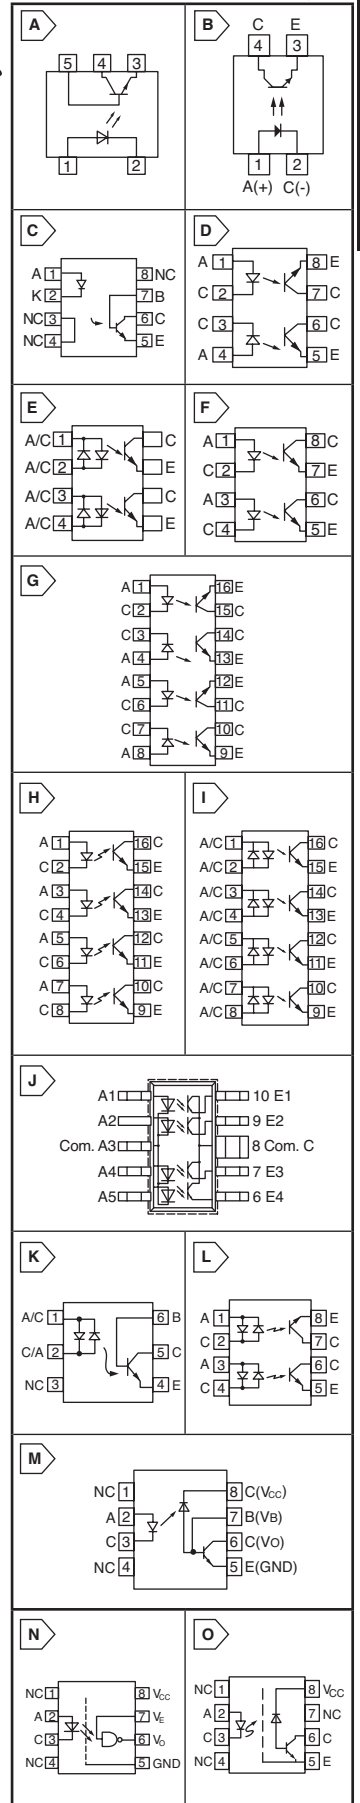 A
5 4 3
1 2
B
C E
4 3
1 2
A(+) C(-)
C
A 1 8 NC
K 2 7 B
NC 3 6 C
NC 4 5 E
D
A 1 8 E
C 2 7 C
C 3 6 C
A 4 5 E
E
A/C 1 C
A/C 2 E
A/C 3 C
A/C 4 E
F
A 1 8 C
C 2 7 E
A 3 6 C
C 4 5 E
G
A 1 16 E
C 2 15 C
C 3 14 C
A 4 13 E
A 5 12 E
C 6 11 C
C 7 10 C
A 8 9 E
H
A 1 16 C
C 2 15 E
A 3 14 C
C 4 13 E
A 5 12 C
C 6 11 E
A 7 10 C
C 8 9 E
I
A/C 1 16 C
A/C 2 15 E
A/C 3 14 C
A/C 4 13 E
A/C 5 12 C
A/C 6 11 E
A/C 7 10 C
A/C 8 9 E
J
A1 10 E1
A2 9 E2
Com. A3 8 Com. C
A4 7 E3
A5 6 E4
K
A/C 1 6 B
C/A 2 5 C
NC 3 4 E
L
A 1 8 E
C 2 7 C
A 3 6 C
C 4 5 E
M
NC 1 8 C(VCC)
A 2 7 B(VB)
C 3 6 C(VO)
NC 4 5 E(GND)
N
NC 1 8 VCC
A 2 7 VE
C 3 6 VO
NC 4 5 GND
O
NC 1 8 VCC
A 2 7 NC
C 3 6 C
NC 4 5 E